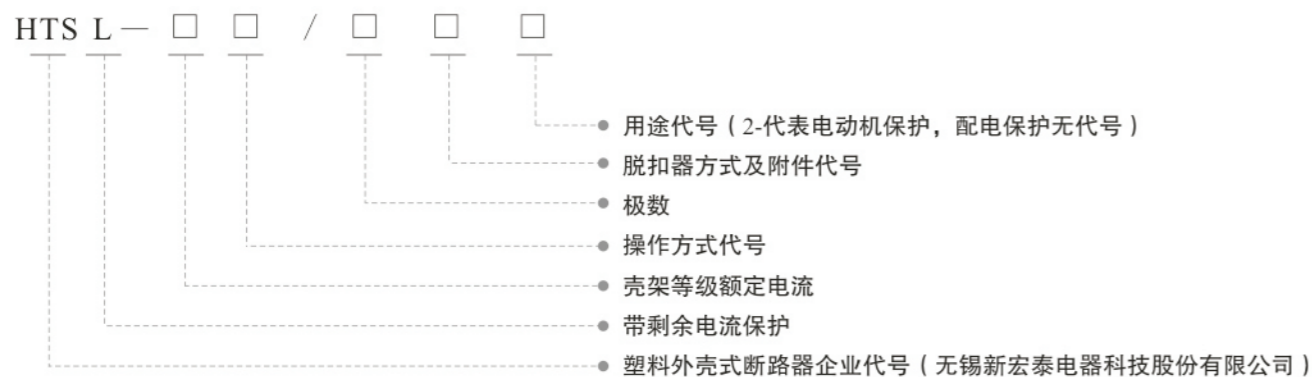 HTS L — □ □ / □ □ □
用途代号（2-代表电动机保护，配电保护无代号）
脱扣器方式及附件代号
极数
操作方式代号
壳架等级额定电流
带剩余电流保护
塑料外壳式断路器企业代号（无锡新宏泰电器科技股份有限公司）